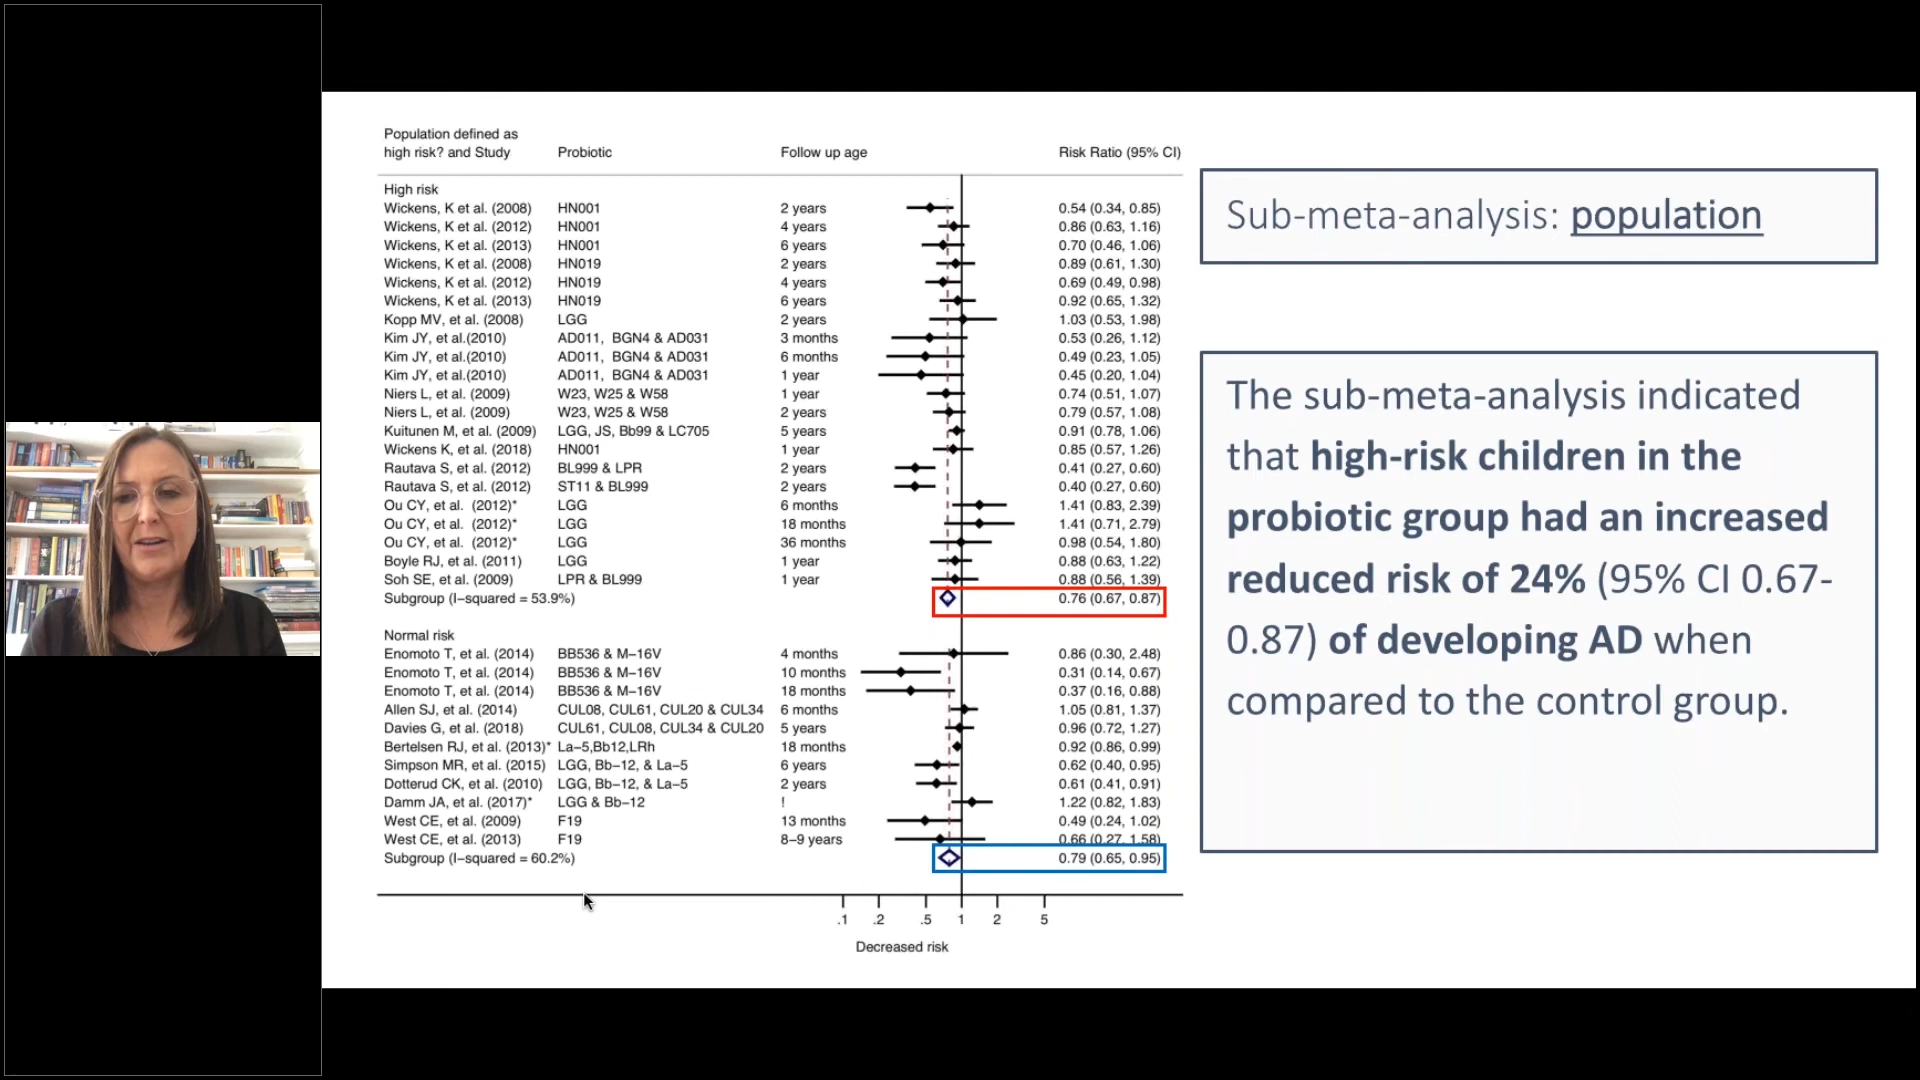 Population defined as
high risk? and Study Probiotic Follow up age Risk Ratio (95% CI)
High risk
Wickens, K et al. (2008) HN001 2 years 0.54 (0.34, 0.85)
Wickens, K et al. (2012) HN001 4 years 0.86 (0.63, 1.16)
Wickens, K et al. (2013) HN001 6 years 0.70 (0.46, 1.06)
Wickens, K et al. (2008) HN019 2 years 0.89 (0.61, 1.30)
Wickens, K et al. (2012) HN019 4 years 0.69 (0.49, 0.98)
Wickens, K et al. (2013) HN019 6 years 0.92 (0.65, 1.32)
Kopp MV, et al. (2008) LGG 2 years 1.03 (0.53, 1.98)
Kim JY, et al.(2010) AD011, BGN4 & AD031 3 months 0.53 (0.26, 1.12)
Kim JY, et al.(2010) AD011, BGN4 & AD031 6 months 0.49 (0.23, 1.05)
Kim JY, et al.(2010) AD011, BGN4 & AD031 1 year 0.45 (0.20, 1.04)
Niers L, et al. (2009) W23, W25 & W58 1 year 0.74 (0.51, 1.07)
Niers L, et al. (2009) W23, W25 & W58 2 years 0.79 (0.57, 1.08)
Kuitunen M, et al. (2009) LGG, JS, Bb99 & LC705 5 years 0.91 (0.78, 1.06)
Wickens K, et al. (2018) HN001 1 year 0.85 (0.57, 1.26)
Rautava S, et al. (2012) BL999 & LPR 2 years 0.41 (0.27, 0.60)
Rautava S, et al. (2012) ST11 & BL999 2 years 0.40 (0.27, 0.60)
Ou CY, et al. (2012)* LGG 6 months 1.41 (0.83, 2.39)
Ou CY, et al. (2012)* LGG 18 months 1.41 (0.71, 2.79)
Ou CY, et al. (2012)* LGG 36 months 0.98 (0.54, 1.80)
Boyle RJ, et al. (2011) LGG 1 year 0.88 (0.63, 1.22)
Soh SE, et al. (2009) LPR & BL999 1 year 0.88 (0.56, 1.39)
Subgroup (I−squared = 53.9%) 0.76 (0.67, 0.87)
Normal risk
Enomoto T, et al. (2014) BB536 & M−16V 4 months 0.86 (0.30, 2.48)
Enomoto T, et al. (2014) BB536 & M−16V 10 months 0.31 (0.14, 0.67)
Enomoto T, et al. (2014) BB536 & M−16V 18 months 0.37 (0.16, 0.88)
Allen SJ, et al. (2014) CUL08, CUL61, CUL20 & CUL34 6 months 1.05 (0.81, 1.37)
Davies G, et al. (2018) CUL61, CUL08, CUL34 & CUL20 5 years 0.96 (0.72, 1.27)
Bertelsen RJ, et al. (2013)* La−5,Bb12,LRh 18 months 0.92 (0.86, 0.99)
Simpson MR, et al. (2015) LGG, Bb−12, & La−5 6 years 0.62 (0.40, 0.95)
Dotterud CK, et al. (2010) LGG, Bb−12, & La−5 2 years 0.61 (0.41, 0.91)
Damm JA, et al. (2017)* LGG & Bb−12 ! 1.22 (0.82, 1.83)
West CE, et al. (2009) F19 13 months 0.49 (0.24, 1.02)
West CE, et al. (2013) F19 8−9 years 0.66 (0.27, 1.58)
Subgroup (I−squared = 60.2%) 0.79 (0.65, 0.95)
.1 .2 .5 1 2 5
Decreased risk
Sub-meta-analysis: population
The sub-meta-analysis indicated
that high-risk children in the
probiotic group had an increased
reduced risk of 24% (95% CI 0.67-
0.87) of developing AD when
compared to the control group.